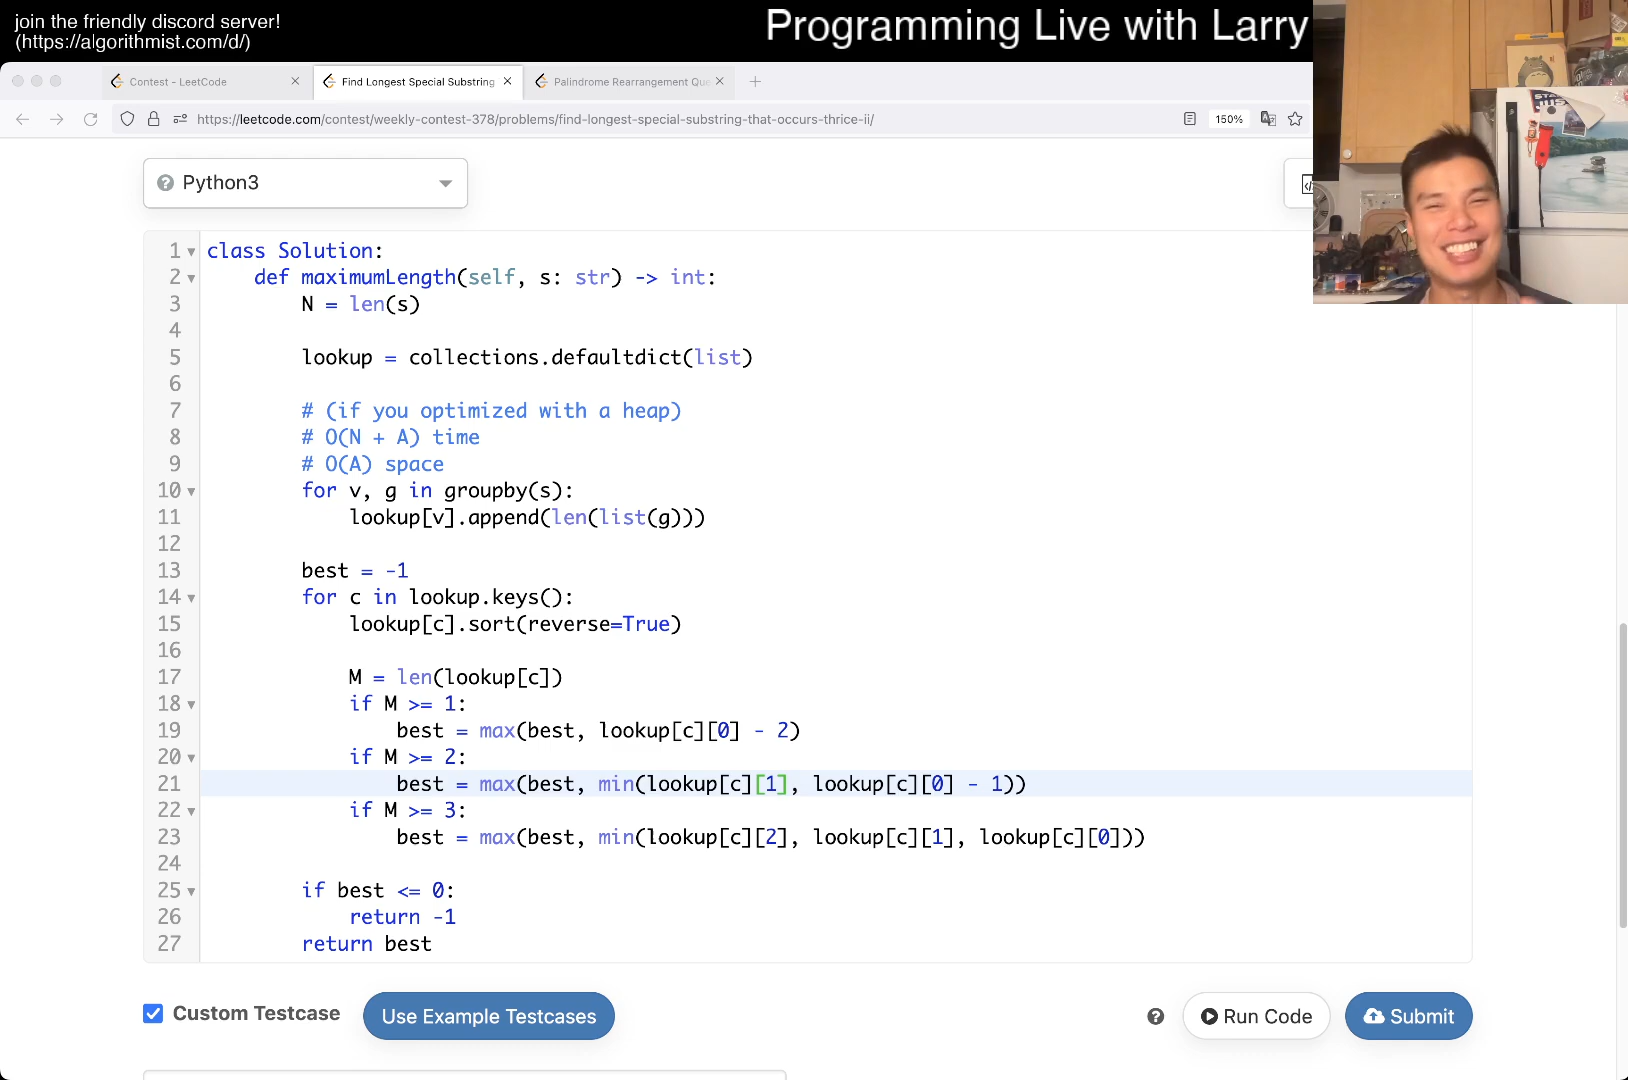 join the friendly discord server!
(https://algorithmist.com/d/)
Programming Live with Larry
Contest - LeetCode
Find Longest Special Substring
Palindrome Rearrangement Que
https://leetcode.com/contest/weekly-contest-378/problems/find-longest-special-substring-that-occurs-thrice-ii/
150%
Python3
1 class Solution:
2     def maximumLength(self, s: str) -> int:
3         N = len(s)
4
5         lookup = collections.defaultdict(list)
6
7         # (if you optimized with a heap)
8         # O(N + A) time
9         # O(A) space
10         for v, g in groupby(s):
11             lookup[v].append(len(list(g)))
12
13         best = -1
14         for c in lookup.keys():
15             lookup[c].sort(reverse=True)
16
17             M = len(lookup[c])
18             if M >= 1:
19                 best = max(best, lookup[c][0] - 2)
20             if M >= 2:
21                 best = max(best, min(lookup[c][1], lookup[c][0] - 1))
22             if M >= 3:
23                 best = max(best, min(lookup[c][2], lookup[c][1], lookup[c][0]))
24
25         if best <= 0:
26             return -1
27         return best
Custom Testcase
Use Example Testcases
Run Code
Submit